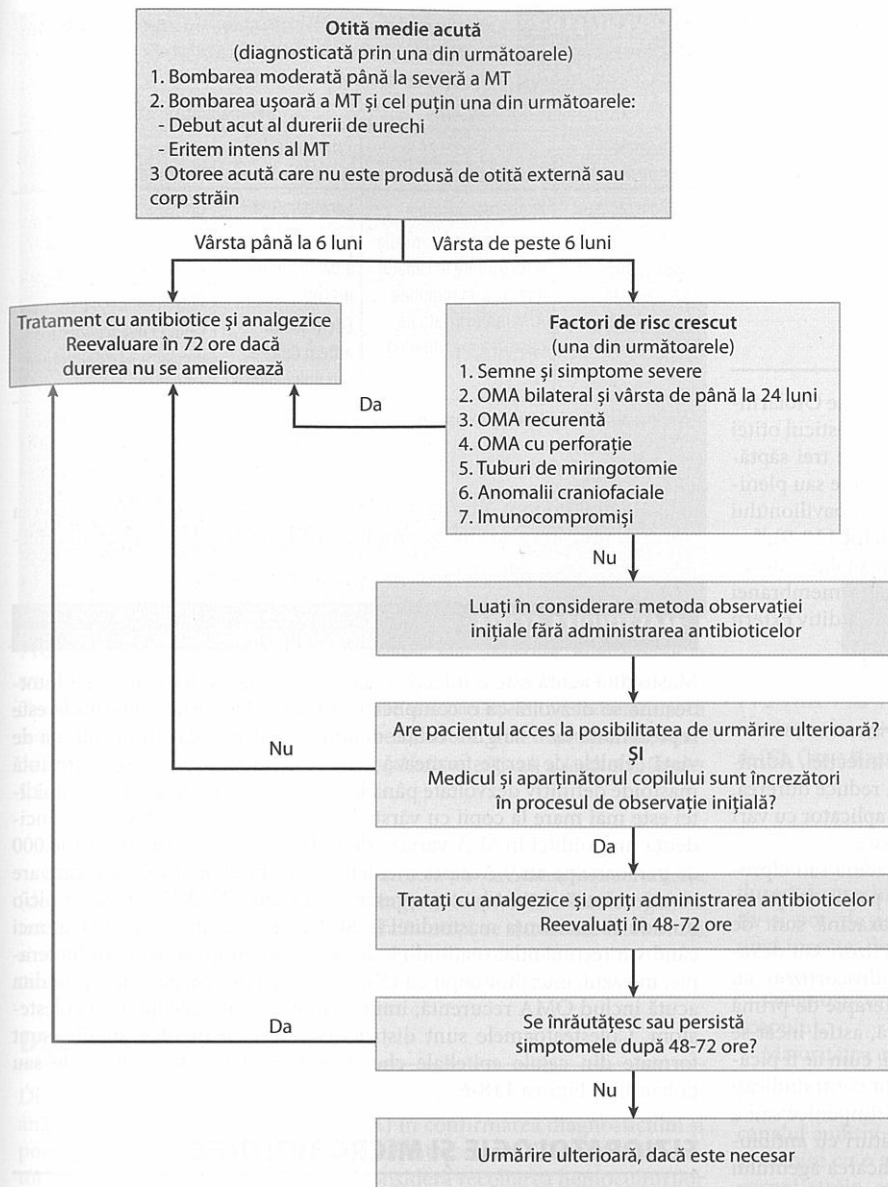 Otită medie acută
(diagnosticată prin una din următoarele)
1. Bombarea moderată până la severă a MT
2. Bombarea ușoară a MT și cel puțin una din următoarele:
- Debut acut al durerii de urechi
- Eritem intens al MT
3 Otoree acută care nu este produsă de otită externă sau
corp străin
Vârsta până la 6 luni
Vârsta de peste 6 luni
Tratament cu antibiotice și analgezice
Reevaluare în 72 ore dacă
durerea nu se ameliorează
Factori de risc crescut
(una din următoarele)
1. Semne și simptome severe
2. OMA bilateral și vârsta de până la 24 luni
3. OMA recurentă
4. OMA cu perforație
5. Tuburi de miringotomie
6. Anomalii craniofaciale
7. Imunocompromiși
Da
Nu
Luați în considerare metoda observației
inițiale fără administrarea antibioticelor
Are pacientul acces la posibilitatea de urmărire ulterioară?
ȘI
Medicul și aparținătorul copilului sunt încrezători
în procesul de observație inițială?
Nu
Da
Tratați cu analgezice și opriți administrarea antibioticelor
Reevaluați în 48-72 ore
Se înrăutățesc sau persistă
simptomele după 48-72 ore?
Da
Nu
Urmărire ulterioară, dacă este necesar